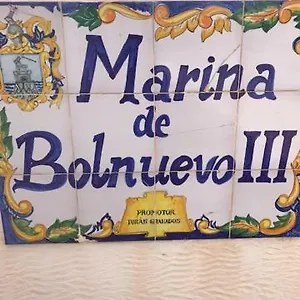 Marina
de
Bolnuevo III
PROMOTOR